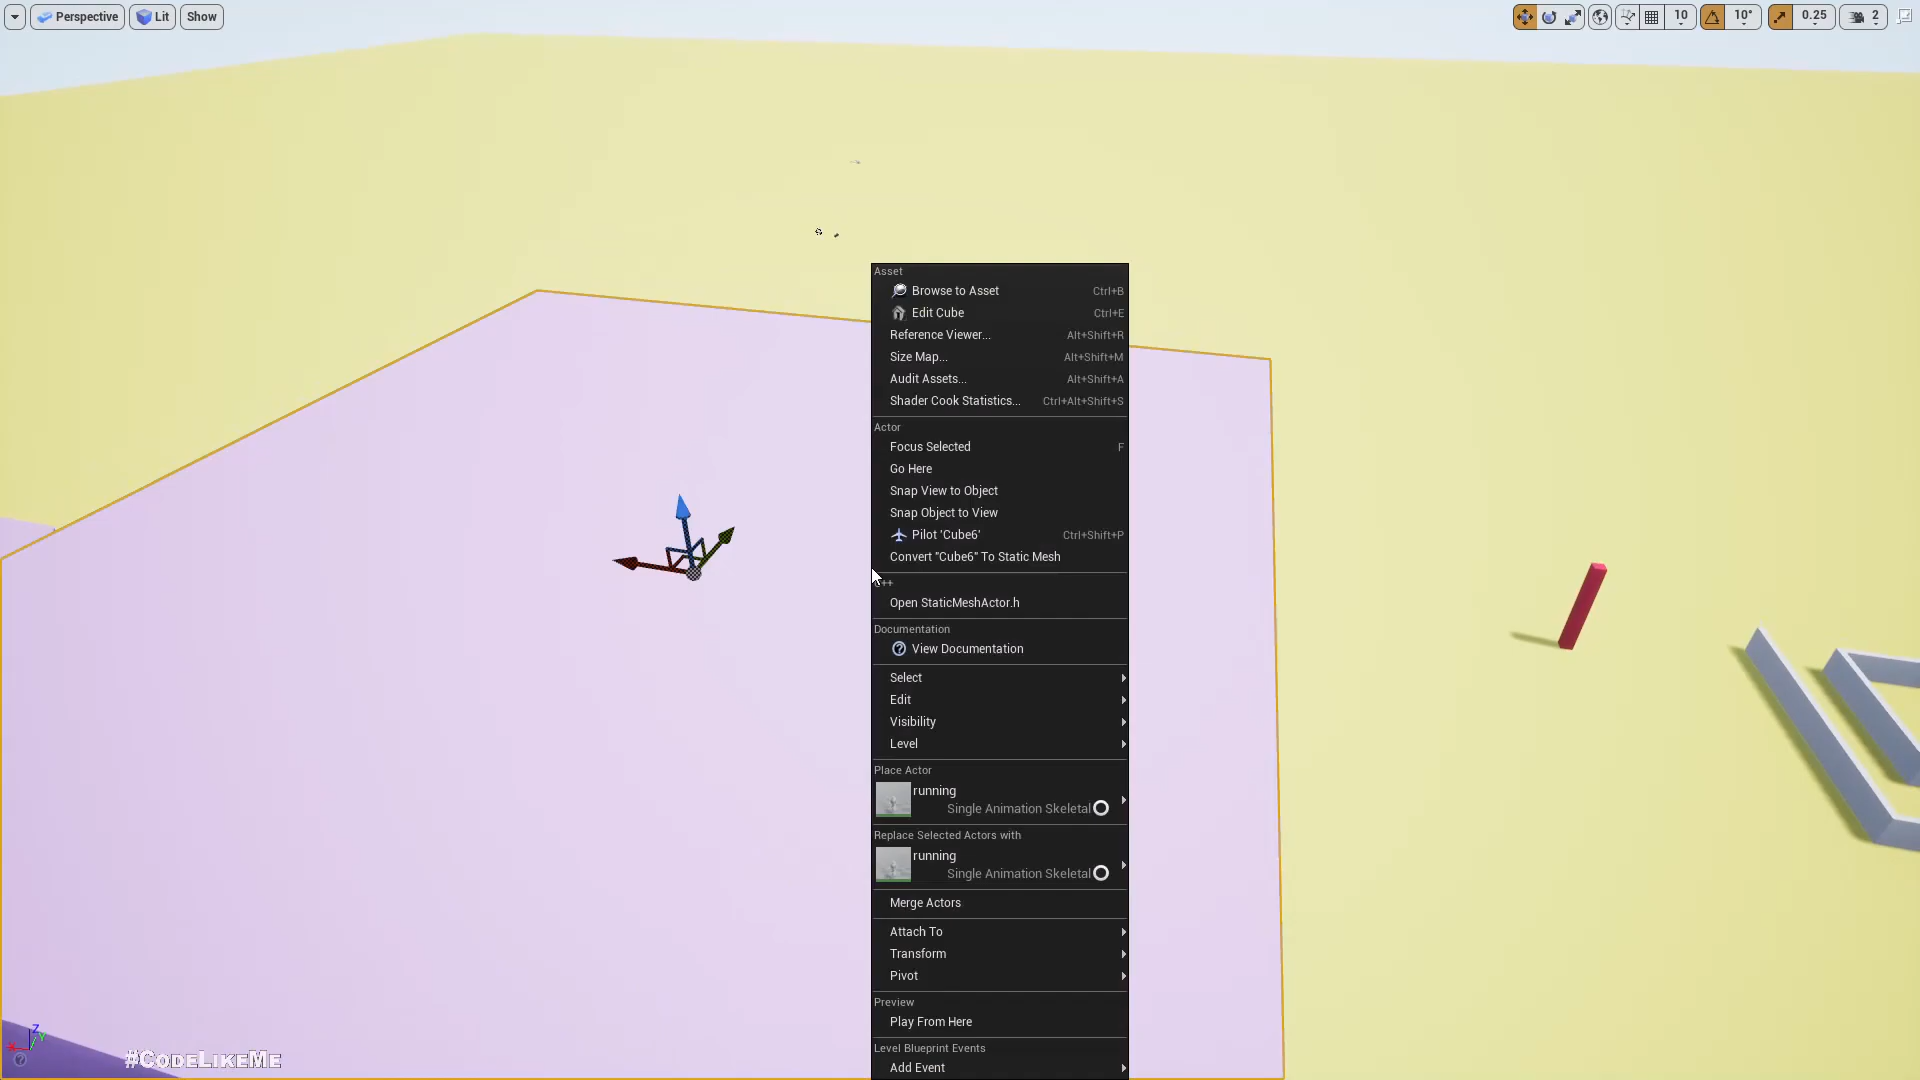 Perspective Lit Show 10 10° 0.25 2
Asset
Browse to Asset Ctrl+B
Edit Cube Ctrl+E
Reference Viewer... Alt+Shift+R
Size Map... Alt+Shift+M
Audit Assets... Alt+Shift+A
Shader Cook Statistics... Ctrl+Alt+Shift+S
Actor
Focus Selected F
Go Here
Snap View to Object
Snap Object to View
Pilot 'Cube6' Ctrl+Shift+P
Convert "Cube6" To Static Mesh
++
Open StaticMeshActor.h
Documentation
View Documentation
Select
Edit
Visibility
Level
Place Actor
running
Single Animation Skeletal
Replace Selected Actors with
running
Single Animation Skeletal
Merge Actors
Attach To
Transform
Pivot
Preview
Play From Here
Level Blueprint Events
Add Event
Z
Y
X
#CodeLikeMe